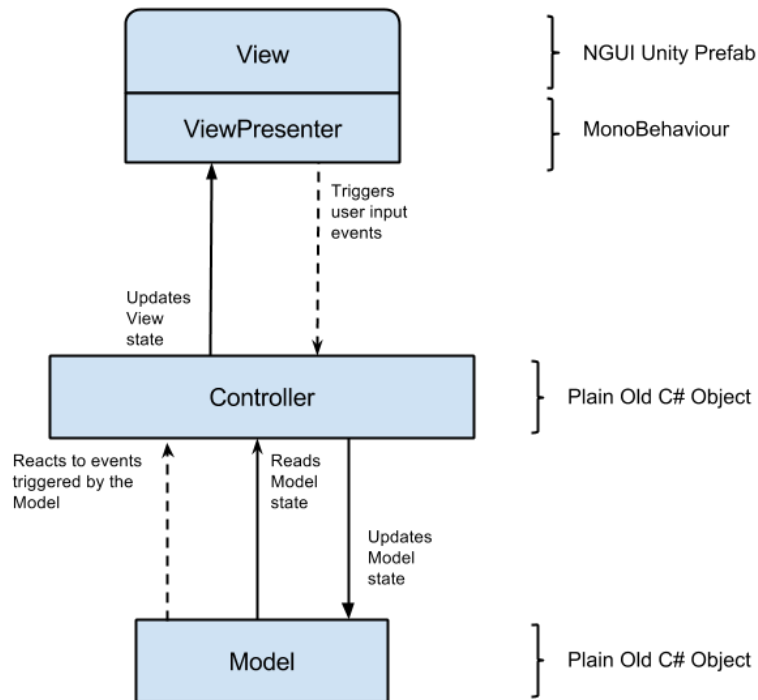 View
NGUI Unity Prefab
ViewPresenter
MonoBehaviour
Triggers
user input
events
Updates
View
state
Controller
Plain Old C# Object
Reacts to events
triggered by the
Model
Reads
Model
state
Updates
Model
state
Model
Plain Old C# Object